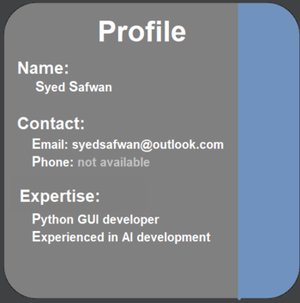 Profile
Name:
Syed Safwan
Contact:
Email: syedsafwan@outlook.com
Phone: not available
Expertise:
Python GUI developer
Experienced in AI development